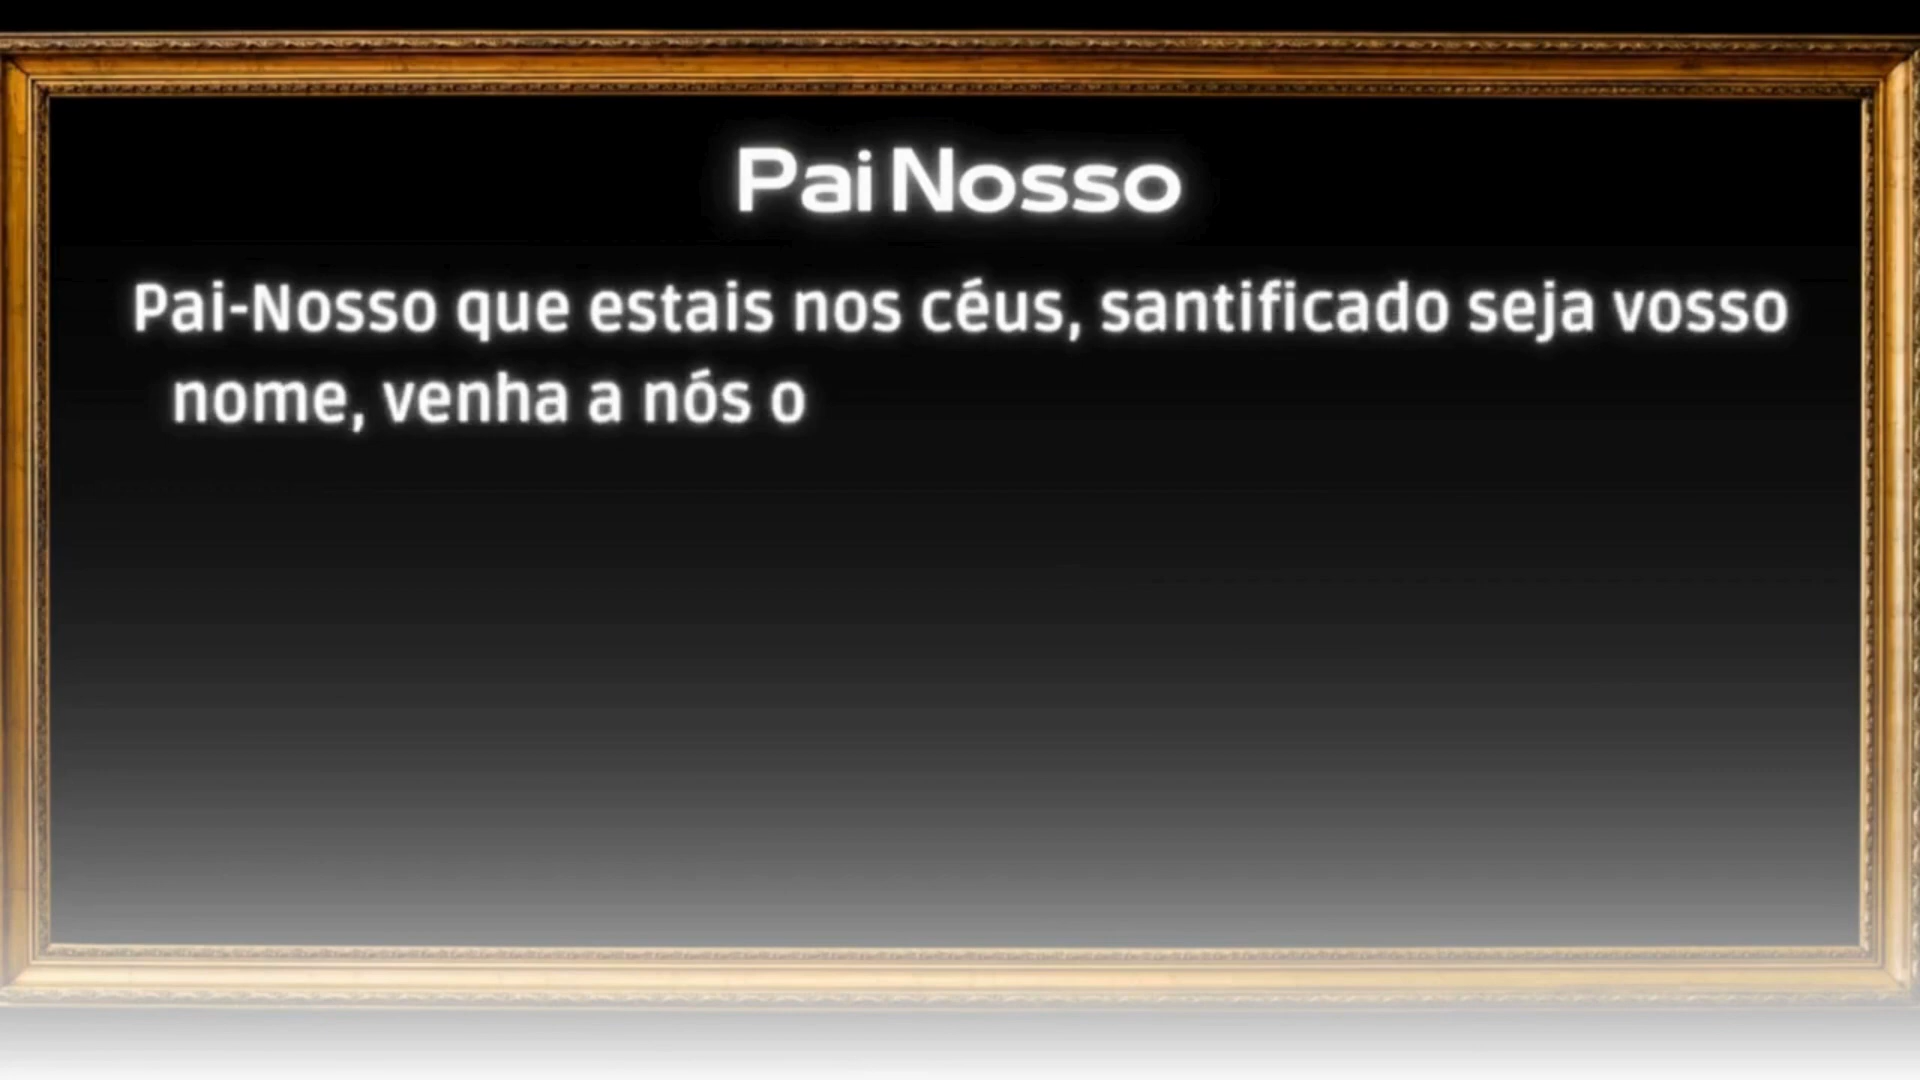 Pai Nosso
Pai-Nosso que estais nos céus, santificado seja vosso
nome, venha a nós o